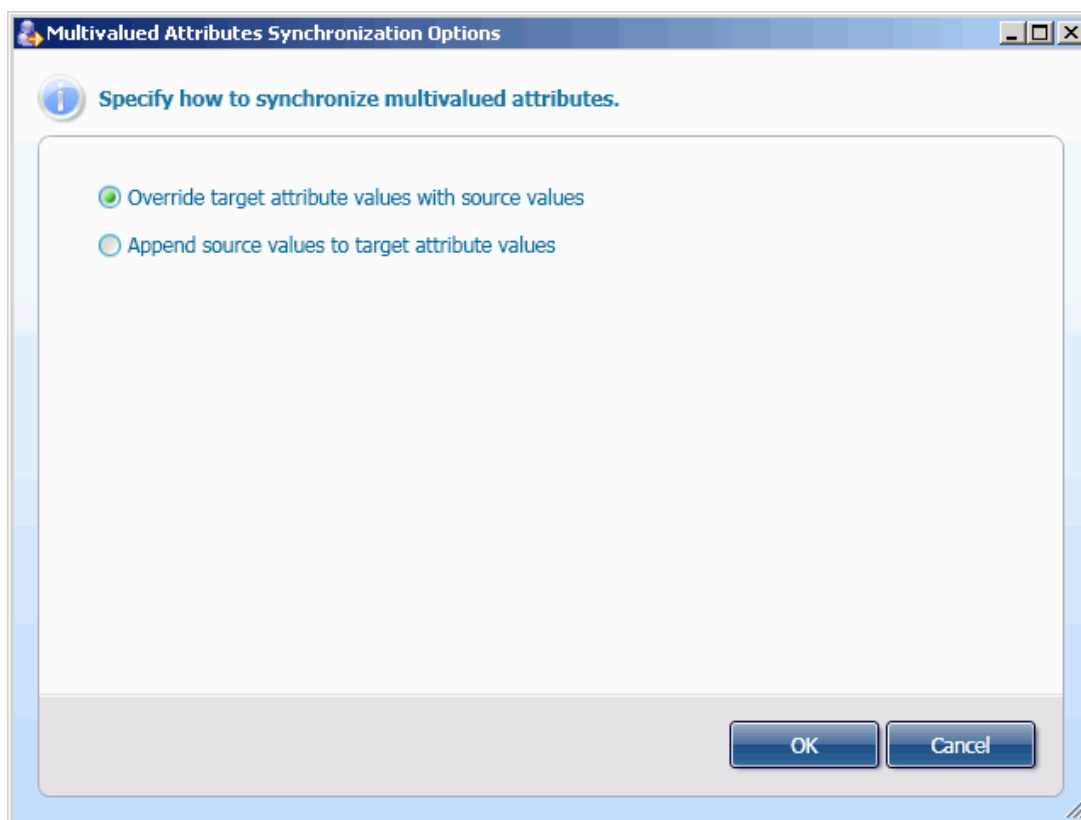 Multivalued Attributes Synchronization Options
Specify how to synchronize multivalued attributes.
Override target attribute values with source values
Append source values to target attribute values
OK
Cancel